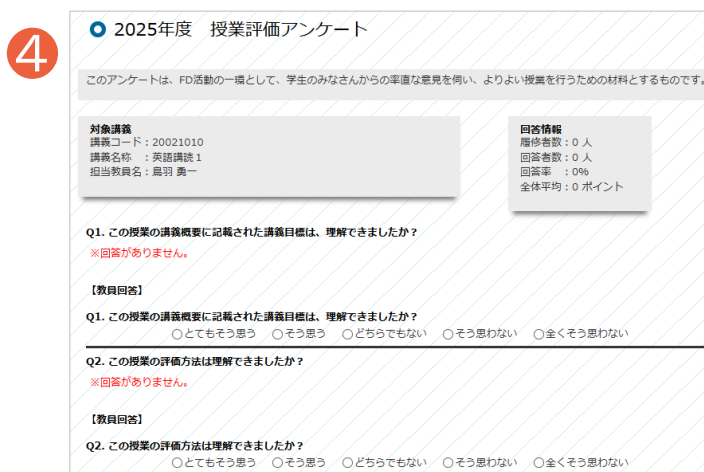 4
2025年度 授業評価アンケート
このアンケートは、FD活動の一環として、学生のみなさんからの率直な意見を伺い、よりよい授業を行うための材料とするものです。
対象講義
講義コード：20021010
講義名称 ：英語講読１
担当教員名：鳥羽 勇一
回答情報
履修者数：0 人
回答者数：0 人
回答率 ：0%
全体平均：0 ポイント
Q1. この授業の講義概要に記載された講義目標は、理解できましたか？
※回答がありません。
【教員回答】
Q1. この授業の講義概要に記載された講義目標は、理解できましたか？
とてもそう思う そう思う どちらでもない そう思わない 全くそう思わない
Q2. この授業の評価方法は理解できましたか？
※回答がありません。
【教員回答】
Q2. この授業の評価方法は理解できましたか？
とてもそう思う そう思う どちらでもない そう思わない 全くそう思わない